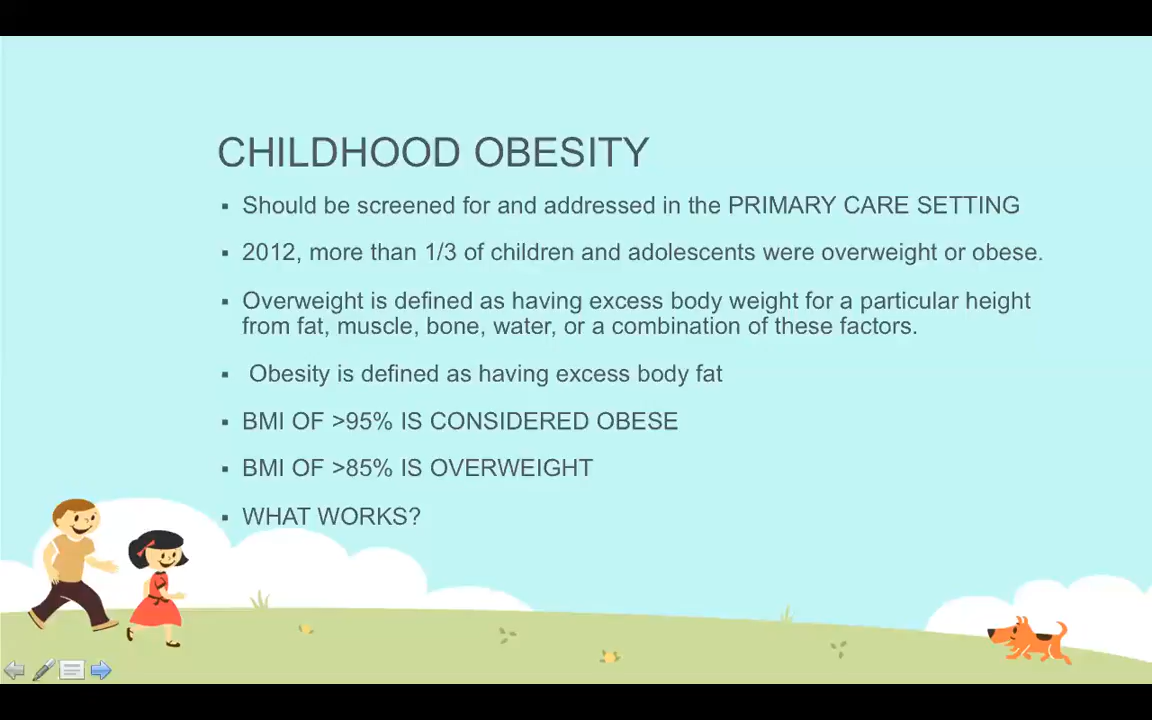 CHILDHOOD OBESITY
▪ Should be screened for and addressed in the PRIMARY CARE SETTING
▪ 2012, more than 1/3 of children and adolescents were overweight or obese.
▪ Overweight is defined as having excess body weight for a particular height
from fat, muscle, bone, water, or a combination of these factors.
▪ Obesity is defined as having excess body fat
▪ BMI OF >95% IS CONSIDERED OBESE
▪ BMI OF >85% IS OVERWEIGHT
▪ WHAT WORKS?